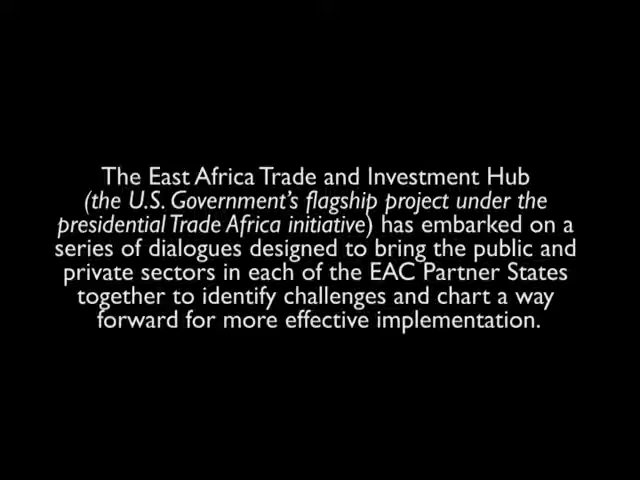 The East Africa Trade and Investment Hub
(the U.S. Government's flagship project under the
presidential Trade Africa initiative) has embarked on a
series of dialogues designed to bring the public and
private sectors in each of the EAC Partner States
together to identify challenges and chart a way
forward for more effective implementation.